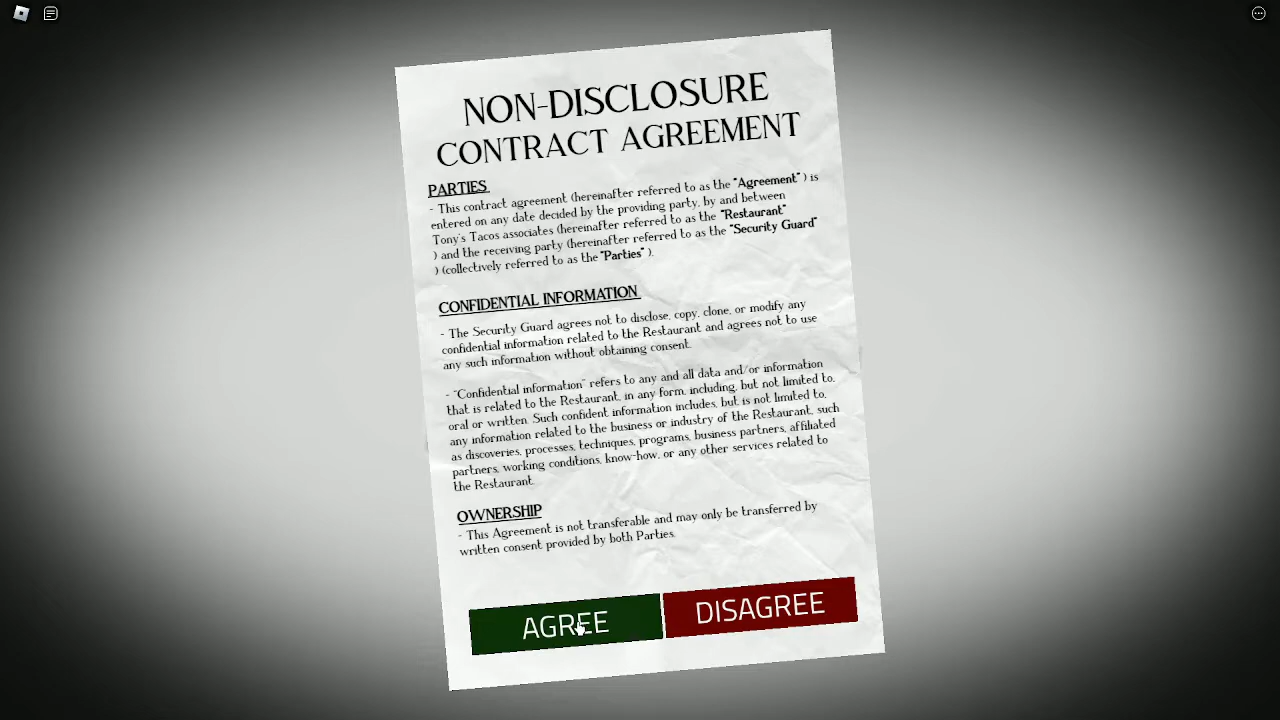 NON-DISCLOSURE
CONTRACT AGREEMENT
PARTIES
- This contract agreement (hereinafter referred to as the "Agreement" ) is
entered on any date decided by the providing party, by and between
Tony's Tacos associates (hereinafter referred to as the "Restaurant"
) and the receiving party (hereinafter referred to as the "Security Guard"
) (collectively referred to as the "Parties" ).
CONFIDENTIAL INFORMATION
- The Security Guard agrees not to disclose, copy, clone, or modify any
confidential information related to the Restaurant and agrees not to use
any such information without obtaining consent.
- "Confidential information" refers to any and all data and/or information
that is related to the Restaurant, in any form, including, but not limited to,
oral or written. Such confident information includes, but is not limited to,
any information related to the business or industry of the Restaurant, such
as discoveries, processes, techniques, programs, business partners, affiliated
partners, working conditions, know-how, or any other services related to
the Restaurant.
OWNERSHIP
- This Agreement is not transferable and may only be transferred by
written consent provided by both Parties.
AGREE
DISAGREE